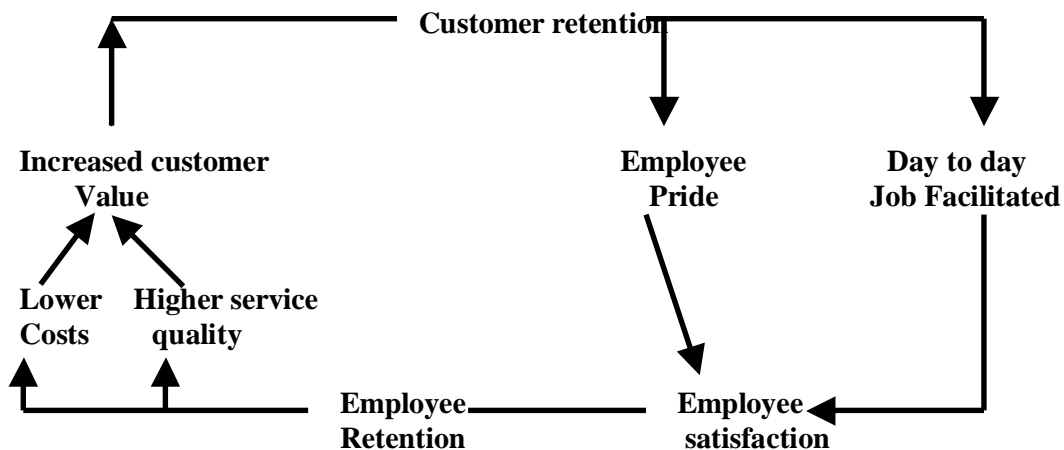 Customer retention
Increased customer
Value
Employee
Pride
Day to day
Job Facilitated
Lower
Costs
Higher service
quality
Employee
Retention
Employee
satisfaction